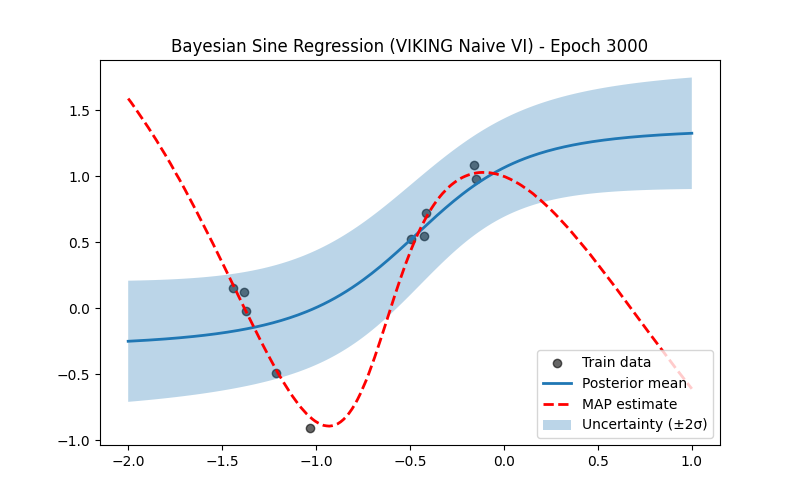 Bayesian Sine Regression (VIKING Naive VI) - Epoch 3000
1.5
1.0
0.5
0.0
−0.5
−1.0
−2.0 −1.5 −1.0 −0.5 0.0 0.5 1.0
Train data
Posterior mean
MAP estimate
Uncertainty (±2σ)